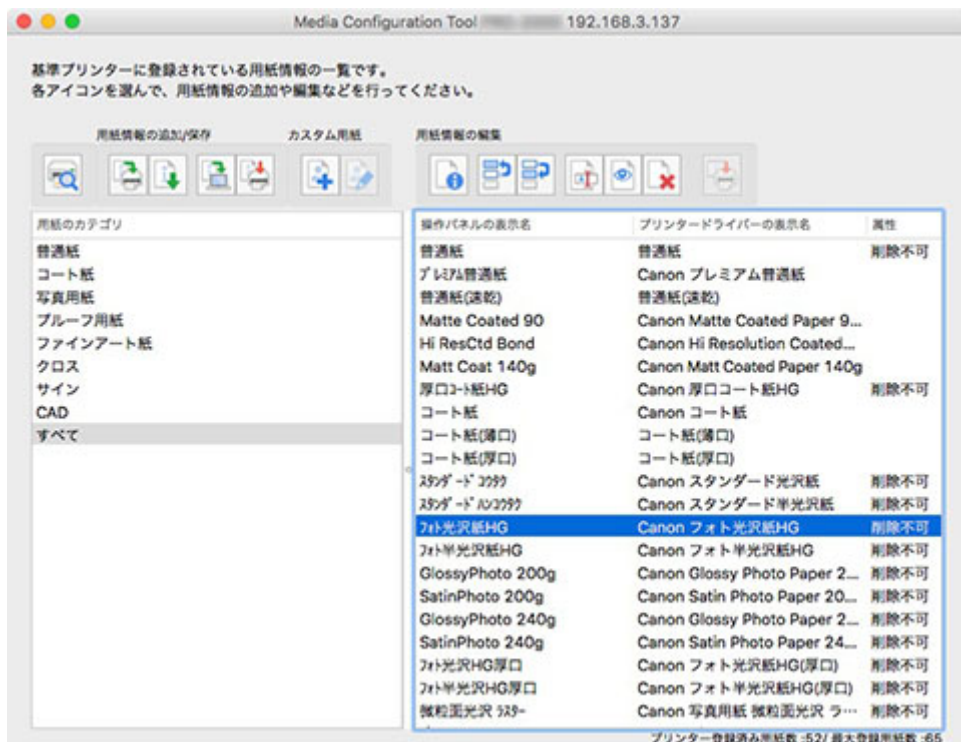 Media Configuration Tool 192.168.3.137
基準プリンターに登録されている用紙情報の一覧です。
各アイコンを選んで、用紙情報の追加や編集などを行ってください。
用紙情報の追加/保存 カスタム用紙 用紙情報の編集
用紙のカテゴリ
普通紙
コート紙
写真用紙
プルーフ用紙
ファインアート紙
クロス
サイン
CAD
すべて
操作パネルの表示名 プリンタードライバーの表示名 属性
普通紙 普通紙 削除不可
ﾌﾟﾚﾐｱﾑ普通紙 Canon プレミアム普通紙
普通紙(速乾) 普通紙(速乾)
Matte Coated 90 Canon Matte Coated Paper 9...
Hi ResCtd Bond Canon Hi Resolution Coated...
Matt Coat 140g Canon Matt Coated Paper 140g
厚口ｺｰﾄ紙HG Canon 厚口コート紙HG 削除不可
コート紙 Canon コート紙
コート紙(薄口) コート紙(薄口)
コート紙(厚口) コート紙(厚口)
ｽﾀﾝﾀﾞｰﾄﾞ ｺｳﾀｸ Canon スタンダード光沢紙 削除不可
ｽﾀﾝﾀﾞｰﾄﾞ ﾊﾝｺｳﾀｸ Canon スタンダード半光沢紙 削除不可
ﾌｫﾄ光沢紙HG Canon フォト光沢紙HG 削除不可
ﾌｫﾄ半光沢紙HG Canon フォト半光沢紙HG 削除不可
GlossyPhoto 200g Canon Glossy Photo Paper 2... 削除不可
SatinPhoto 200g Canon Satin Photo Paper 20... 削除不可
GlossyPhoto 240g Canon Glossy Photo Paper 2... 削除不可
SatinPhoto 240g Canon Satin Photo Paper 24... 削除不可
ﾌｫﾄ光沢HG厚口 Canon フォト光沢紙HG(厚口) 削除不可
ﾌｫﾄ半光沢HG厚口 Canon フォト半光沢紙HG(厚口) 削除不可
微粒面光沢 ﾗｽﾀｰ Canon 写真用紙 微粒面光沢 ラ… 削除不可
プリンター登録済み用紙数 :52/ 最大登録用紙数 :65